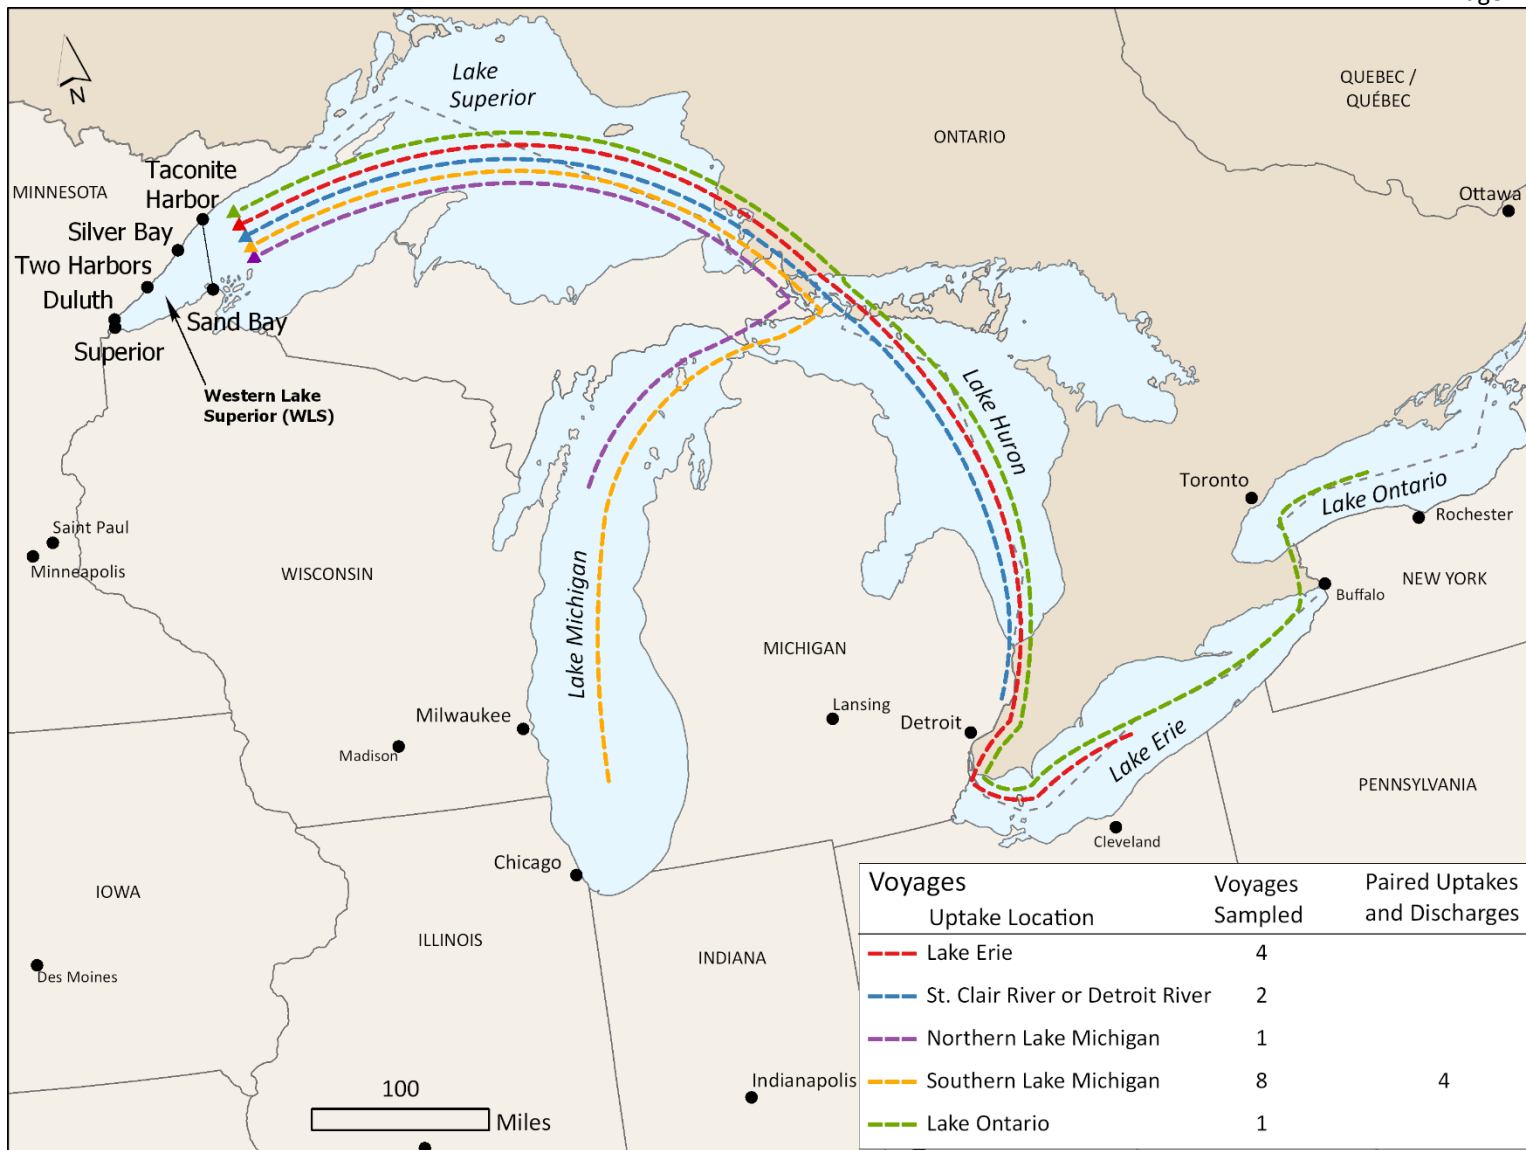 Lake
Superior
QUEBEC /
QUÉBEC
ONTARIO
N
Taconite
Harbor
MINNESOTA
Ottawa
Silver Bay
Two Harbors
Duluth
Sand Bay
Superior
Western Lake
Superior (WLS)
Lake Huron
Toronto
Lake Ontario
Rochester
Saint Paul
Minneapolis
WISCONSIN
NEW YORK
Buffalo
Lake Michigan
MICHIGAN
Lansing
Milwaukee
Detroit
Madison
Lake Erie
PENNSYLVANIA
Cleveland
Chicago
IOWA
ILLINOIS
INDIANA
Des Moines
Indianapolis
100
Miles
Voyages
Uptake Location
Voyages
Sampled
Paired Uptakes
and Discharges
Lake Erie 4
St. Clair River or Detroit River 2
Northern Lake Michigan 1
Southern Lake Michigan 8 4
Lake Ontario 1